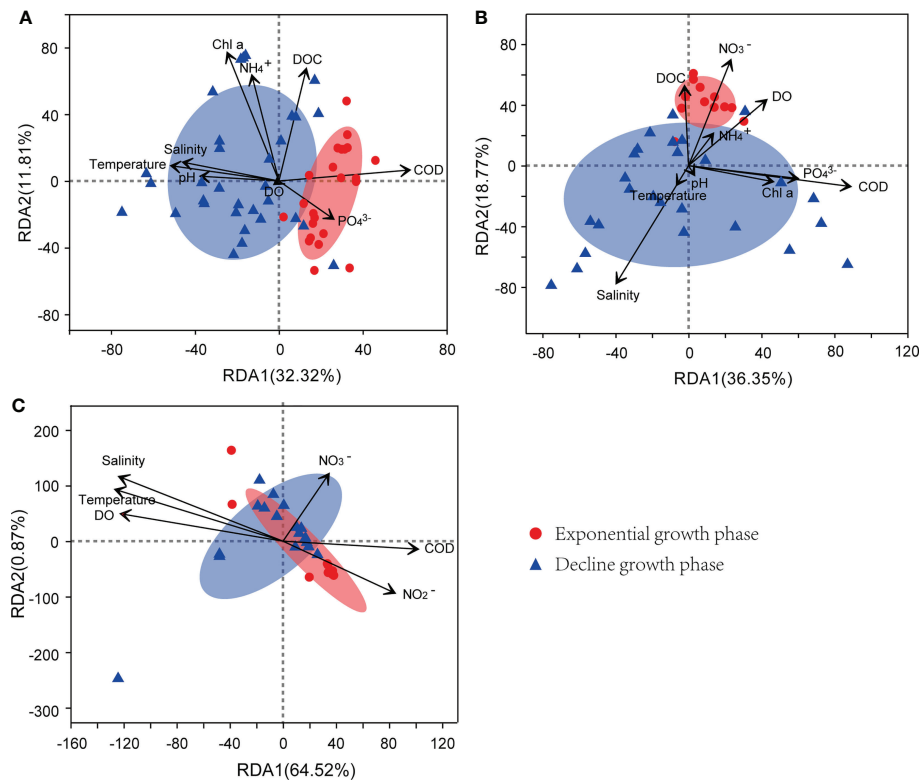 A
80
40
0
-40
-80
RDA2(11.81%)
Chl a
NH₄⁺
DOC
Salinity
Temperature
pH
DO
COD
PO₄³⁻
-80 -40 0 40 80
RDA1(32.32%)
B
80
40
0
-40
-80
RDA2(18.77%)
NO₃⁻
DOC
DO
NH₄⁺
pH
Temperature
PO₄³⁻
Chl a
COD
Salinity
-80 -40 0 40 80 120
RDA1(36.35%)
C
200
100
0
-100
-200
-300
RDA2(0.87%)
Salinity
NO₃⁻
Temperature
DO
COD
NO₂⁻
-160 -120 -80 -40 0 40 80 120
RDA1(64.52%)
Exponential growth phase
Decline growth phase